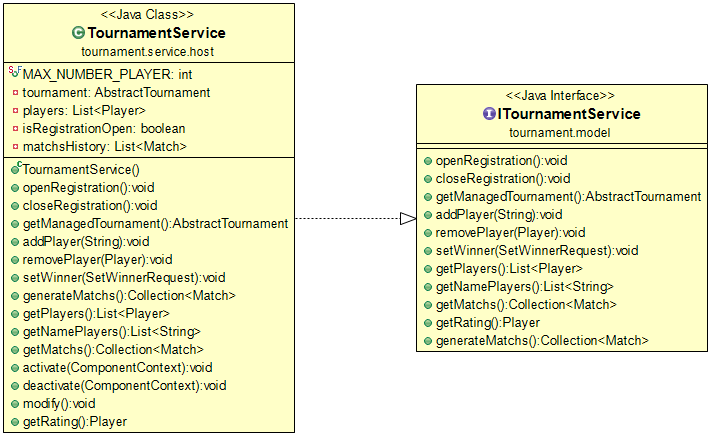 <<Java Class>>
TournamentService
tournament.service.host
MAX_NUMBER_PLAYER: int
tournament: AbstractTournament
players: List<Player>
isRegistrationOpen: boolean
matchsHistory: List<Match>
TournamentService()
openRegistration():void
closeRegistration():void
getManagedTournament():AbstractTournament
addPlayer(String):void
removePlayer(Player):void
setWinner(SetWinnerRequest):void
generateMatchs():Collection<Match>
getPlayers():List<Player>
getNamePlayers():List<String>
getMatchs():Collection<Match>
activate(ComponentContext):void
deactivate(ComponentContext):void
modify():void
getRating():Player
<<Java Interface>>
ITournamentService
tournament.model
openRegistration():void
closeRegistration():void
getManagedTournament():AbstractTournament
addPlayer(String):void
removePlayer(Player):void
setWinner(SetWinnerRequest):void
getPlayers():List<Player>
getNamePlayers():List<String>
getMatchs():Collection<Match>
getRating():Player
generateMatchs():Collection<Match>